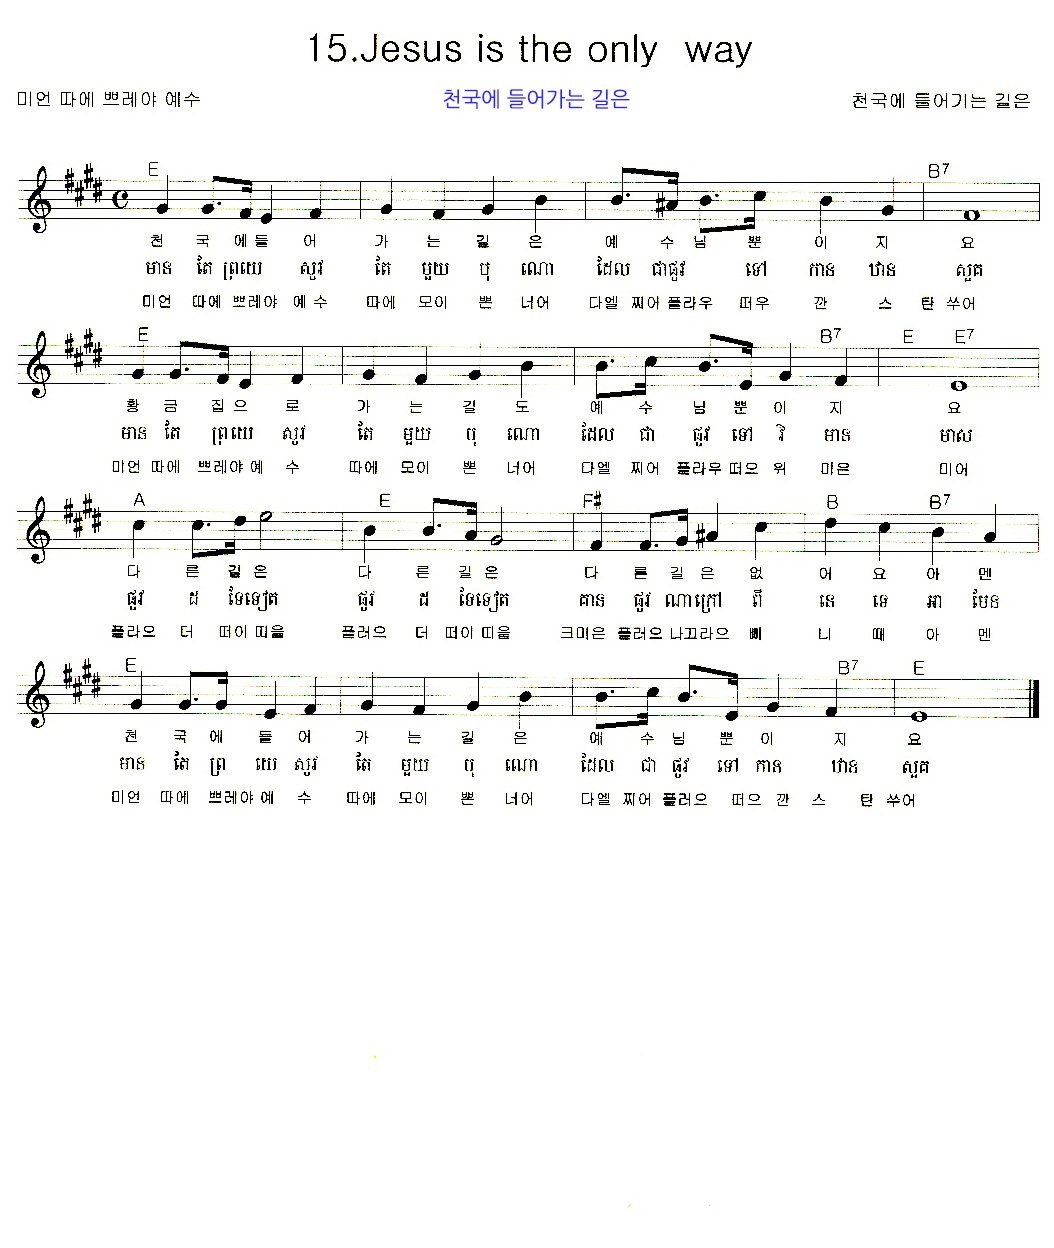 15.Jesus is the only way
미언 따에 쁘레야 예수 천국에 들어가는 길은 천국에 들어기는 길은
E B7
천 국 에들 어 가 는 길 은 예 수 님 뿐 이 지 요
មាន តែ ព្រយេ សូវ តែ មួយ បុ ណោ ដែល ជាផ្លូវ ទៅ កាន ឋាន សួគ
미언 따에 쁘레야 예 수 따에 모이 뽄 너어 다엘 찌어 플라우 떠우 깐 스 탄 쑤어
E B7 E E7
황 금 집 으 로 가 는 길 도 예 수 님 뿐 이 지 요
មាន តែ ព្រយេ សូវ តែ មួយ បុ ណោ ដែល ជា ផ្លូវ ទៅ វិ មាន មាស
미언 따에 쁘레야 예 수 따에 모이 뽄 너어 다엘 찌어 플라우 떠으 위 미은 미어
A E F# B B7
다 른 길 은 다 른 길 은 다 른 길 은 없 어 요 아 멘
ផ្លូវ ដ ទៃទៀត ផ្លូវ ដ ទៃទៀត គាន ផ្លូវ ណាក្រៅ ពី នេ ទេ អា មែន
플라으 더 떠이 띠을 플러으 더 떠이 띠을 크미은 플러으 나끄라으 삐 니 때 아 멘
E B7 E
천 국 에 들 어 가 는 길 은 예 수 님 뿐 이 지 요
មាន តែ ព្រ យេ សូវ តែ មួយ បុ ណោ ដែល ជា ផ្លូវ ទៅ កាន ឋាន សួគ
미언 따에 쁘레야 예 수 따에 모이 뽄 너어 다엘 찌어 플러으 떠으 깐 스 탄 쑤어